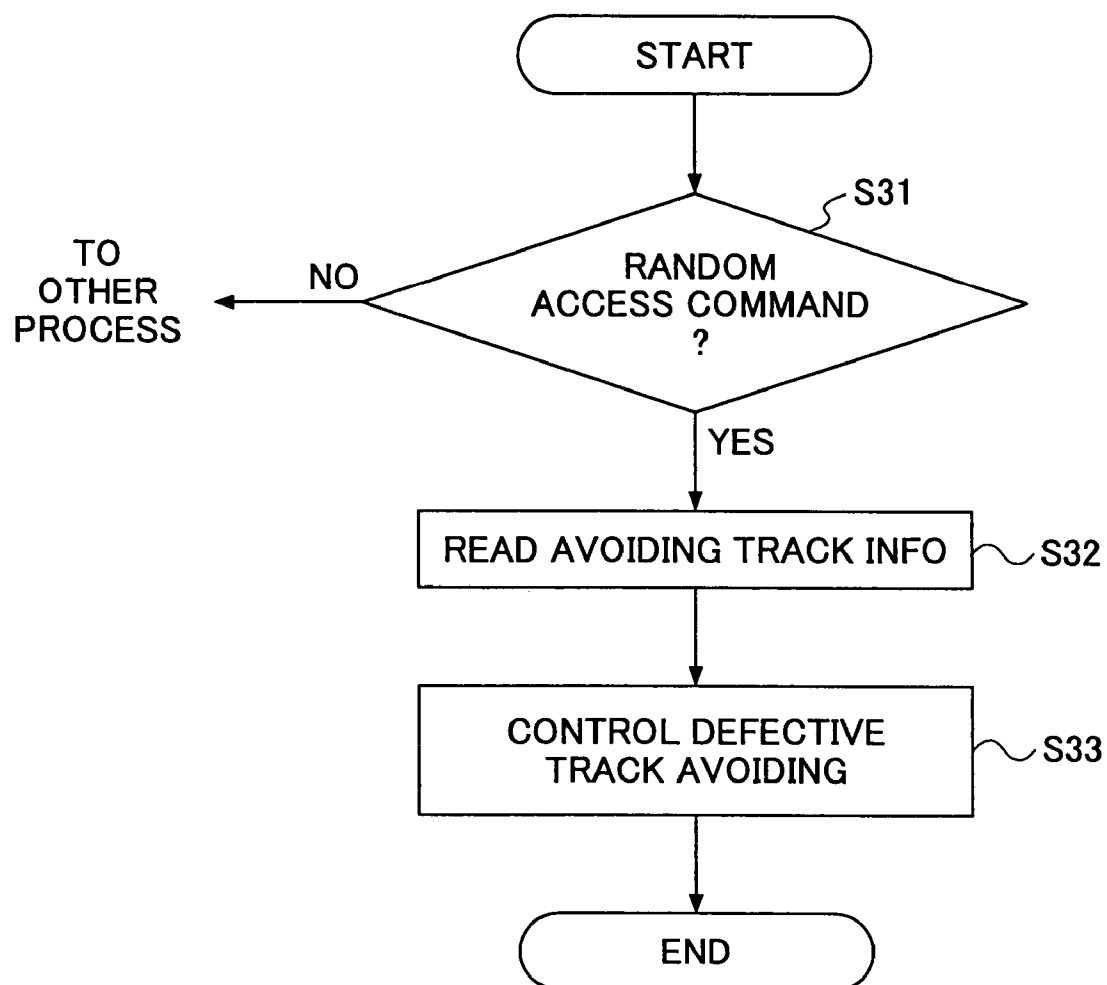 START
S31
RANDOM
ACCESS COMMAND
?
NO
TO
OTHER
PROCESS
YES
READ AVOIDING TRACK INFO
S32
CONTROL DEFECTIVE
TRACK AVOIDING
S33
END